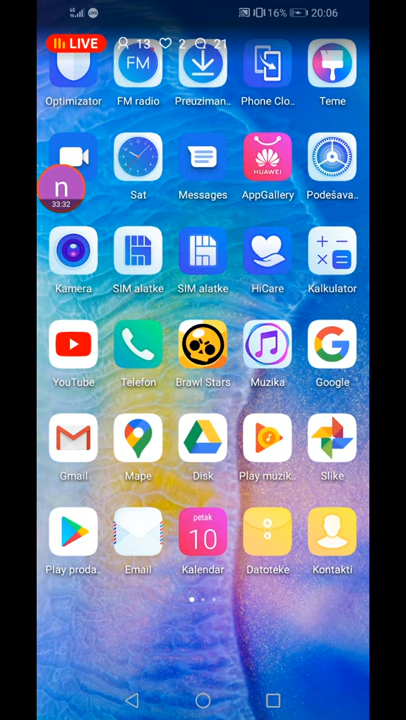 4G 16% 20:06
LIVE 13 2 21
Optimizator FM radio Preuziman.. Phone Clo.. Teme
FM
n
33:32
Sat Messages AppGallery Podešava..
HUAWEI
Kamera SIM alatke SIM alatke HiCare Kalkulator
YouTube Telefon Brawl Stars Muzika Google
Gmail Mape Disk Play muzik.. Slike
petak
10
Play proda.. Email Kalendar Datoteke Kontakti